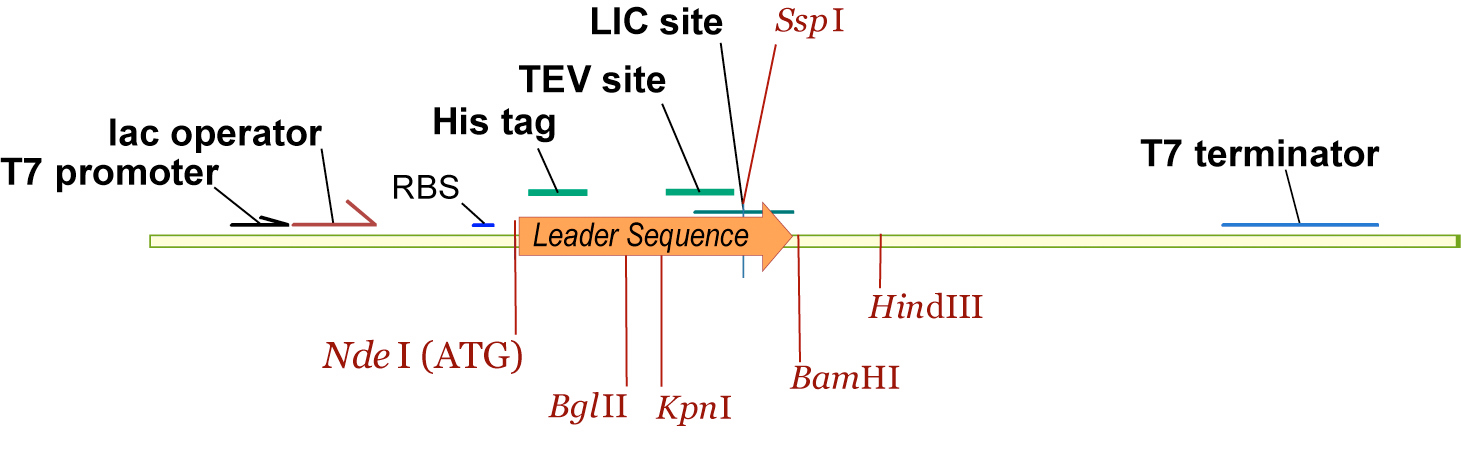 LIC site
Ssp I
TEV site
His tag
lac operator
T7 promoter
RBS
T7 terminator
Leader Sequence
Nde I (ATG)
BglII
KpnI
BamHI
HindIII